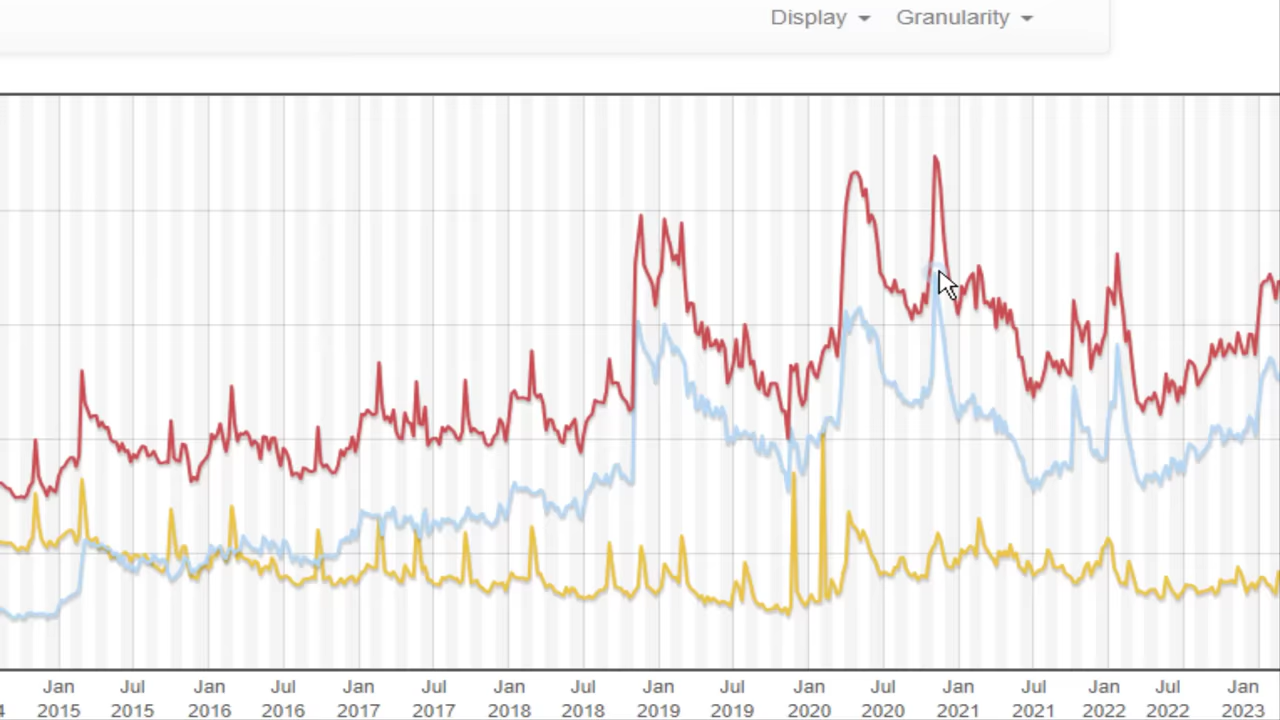 Display Granularity
Jan Jul Jan Jul Jan Jul Jan Jul Jan Jul Jan Jul Jan Jul Jan Jul Jan
4 2015 2015 2016 2016 2017 2017 2018 2018 2019 2019 2020 2020 2021 2021 2022 2022 2023